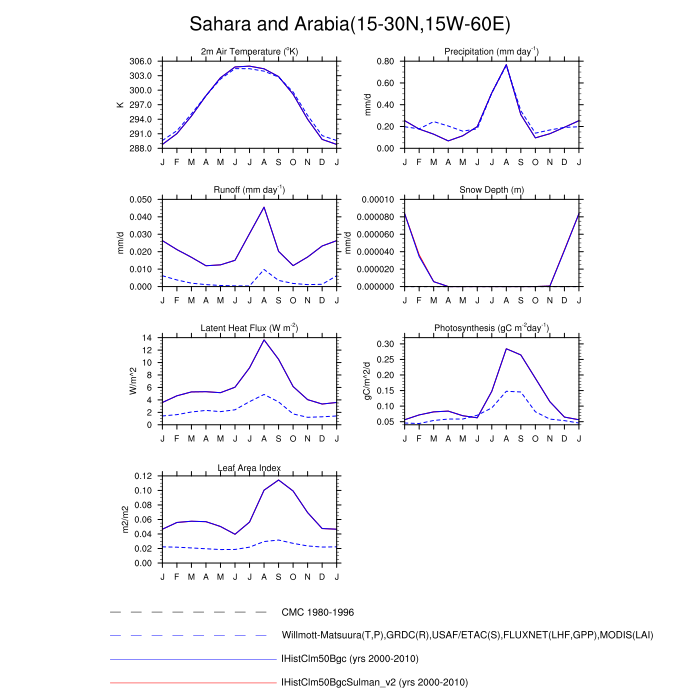 Sahara and Arabia(15-30N,15W-60E)
2m Air Temperature (°K)
306.0
303.0
300.0
297.0
294.0
291.0
288.0
K
J F M A M J J A S O N D J
Precipitation (mm day-1)
0.80
0.60
0.40
0.20
0.00
mm/d
J F M A M J J A S O N D J
Runoff (mm day-1)
0.050
0.040
0.030
0.020
0.010
0.000
mm/d
J F M A M J J A S O N D J
Snow Depth (m)
0.00010
0.000080
0.000060
0.000040
0.000020
0.000000
mm/d
J F M A M J J A S O N D J
Latent Heat Flux (W m-2)
14
12
10
8
6
4
2
0
W/m^2
J F M A M J J A S O N D J
Photosynthesis (gC m-2day-1)
0.30
0.25
0.20
0.15
0.10
0.05
gC/m^2/d
J F M A M J J A S O N D J
Leaf Area Index
0.12
0.10
0.08
0.06
0.04
0.02
0.00
m2/m2
J F M A M J J A S O N D J
CMC 1980-1996
Willmott-Matsuura(T,P),GRDC(R),USAF/ETAC(S),FLUXNET(LHF,GPP),MODIS(LAI)
IHistClm50Bgc (yrs 2000-2010)
IHistClm50BgcSulman_v2 (yrs 2000-2010)